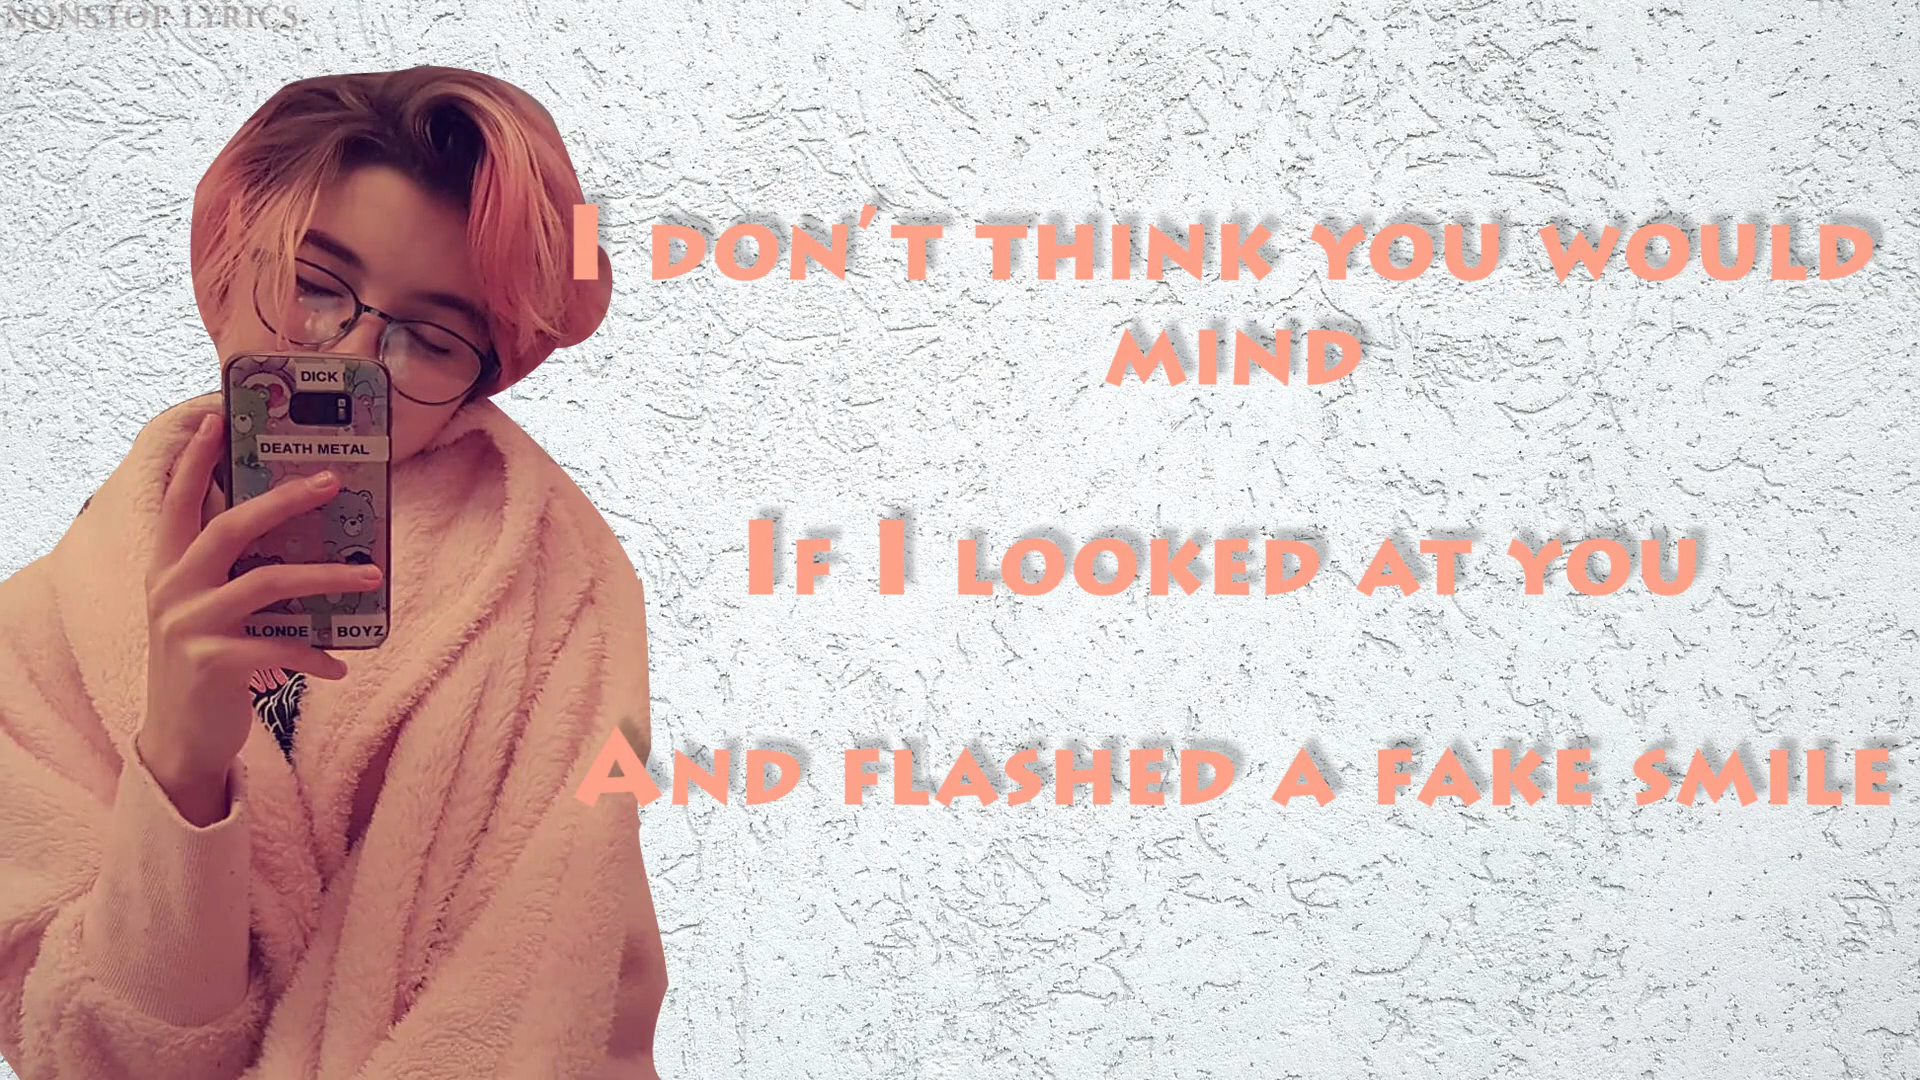 NONSTOP LYRICS
I don't think you would
mind
If I looked at you
And flashed a fake smile
DICK
DEATH METAL
BLONDE BOYZ